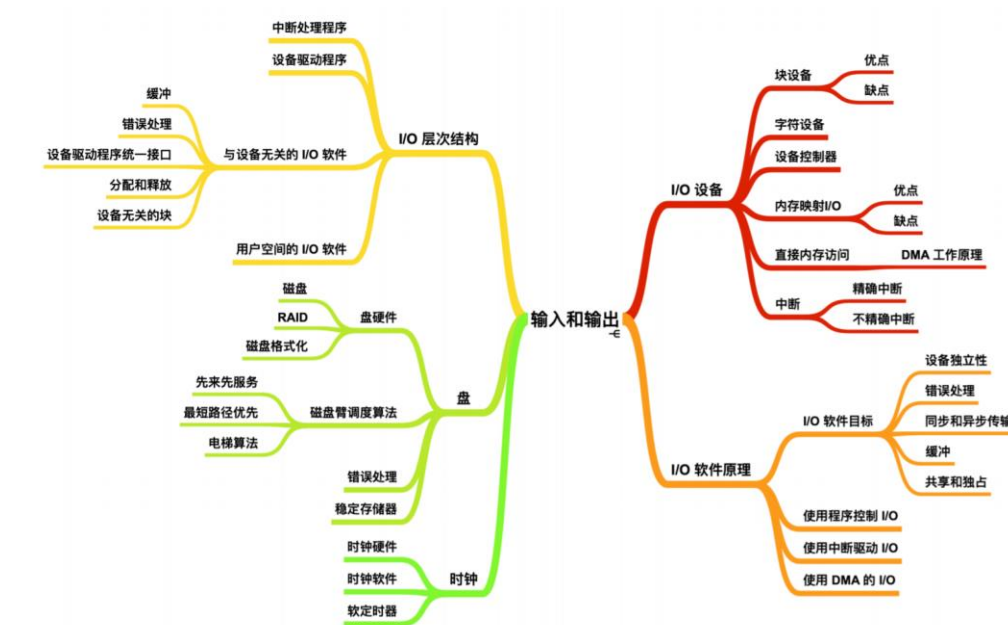 输入和输出
I/O 层次结构
中断处理程序
设备驱动程序
与设备无关的 I/O 软件
缓冲
错误处理
设备驱动程序统一接口
分配和释放
设备无关的块
用户空间的 I/O 软件
盘
盘硬件
磁盘
RAID
磁盘格式化
磁盘臂调度算法
先来先服务
最短路径优先
电梯算法
错误处理
稳定存储器
时钟
时钟硬件
时钟软件
软定时器
I/O 设备
块设备
优点
缺点
字符设备
设备控制器
内存映射I/O
优点
缺点
直接内存访问
DMA 工作原理
中断
精确中断
不精确中断
I/O 软件原理
I/O 软件目标
设备独立性
错误处理
同步和异步传输
缓冲
共享和独占
使用程序控制 I/O
使用中断驱动 I/O
使用 DMA 的 I/O